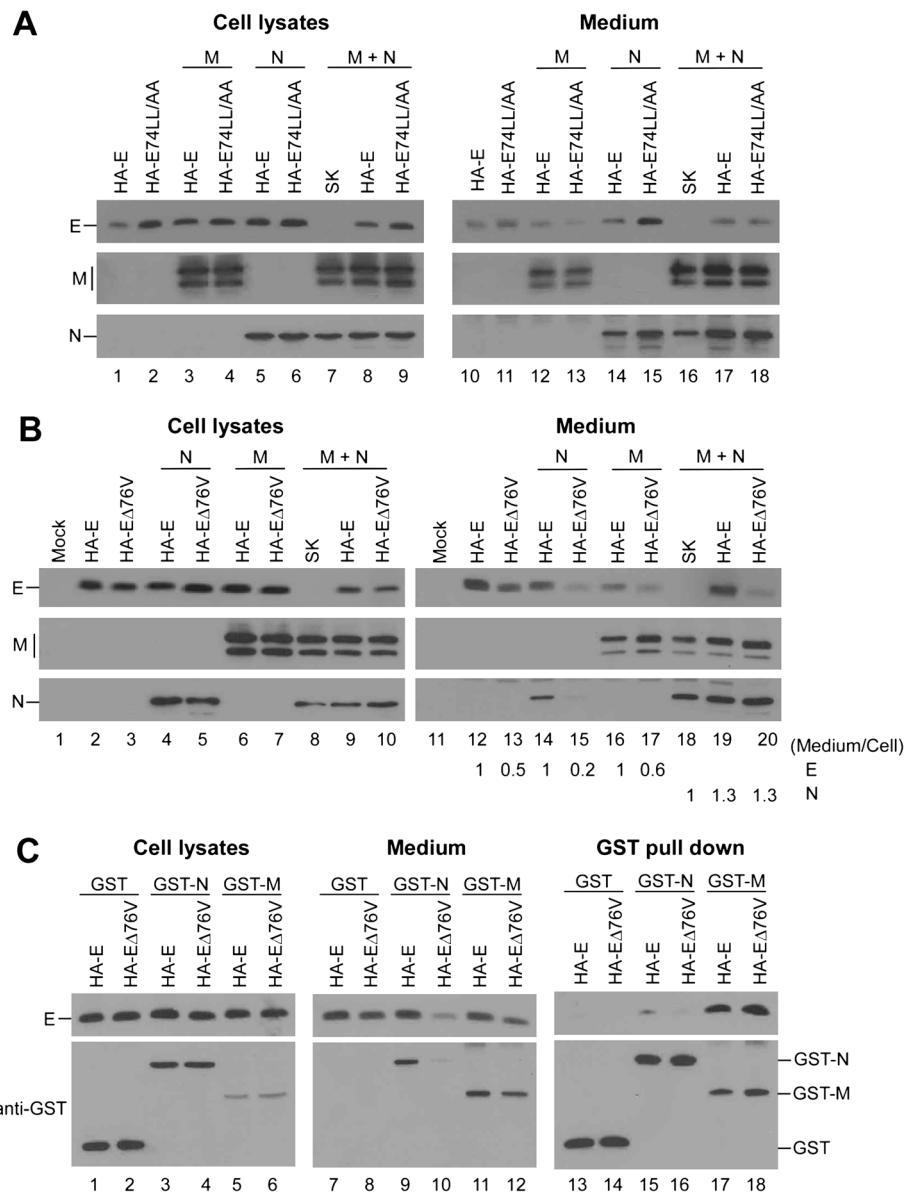 A
Cell lysates Medium
M N M + N M N M + N
HA-E HA-E74LL/AA HA-E HA-E74LL/AA HA-E HA-E74LL/AA SK HA-E HA-E74LL/AA HA-E HA-E74LL/AA HA-E HA-E74LL/AA HA-E HA-E74LL/AA SK HA-E HA-E74LL/AA
E
M
N
1 2 3 4 5 6 7 8 9 10 11 12 13 14 15 16 17 18
B
Cell lysates Medium
N M M + N N M M + N
Mock HA-E HA-EΔ76V HA-E HA-EΔ76V HA-E HA-EΔ76V SK HA-E HA-EΔ76V Mock HA-E HA-EΔ76V HA-E HA-EΔ76V HA-E HA-EΔ76V SK HA-E HA-EΔ76V
E
M
N
1 2 3 4 5 6 7 8 9 10 11 12 13 14 15 16 17 18 19 20 (Medium/Cell)
1 0.5 1 0.2 1 0.6 E
1 1.3 1.3 N
C
Cell lysates Medium GST pull down
GST GST-N GST-M GST GST-N GST-M GST GST-N GST-M
HA-E HA-EΔ76V HA-E HA-EΔ76V HA-E HA-EΔ76V HA-E HA-EΔ76V HA-E HA-EΔ76V HA-E HA-EΔ76V HA-E HA-EΔ76V HA-E HA-EΔ76V HA-E HA-EΔ76V
E
GST-N
GST-M
anti-GST
GST
1 2 3 4 5 6 7 8 9 10 11 12 13 14 15 16 17 18